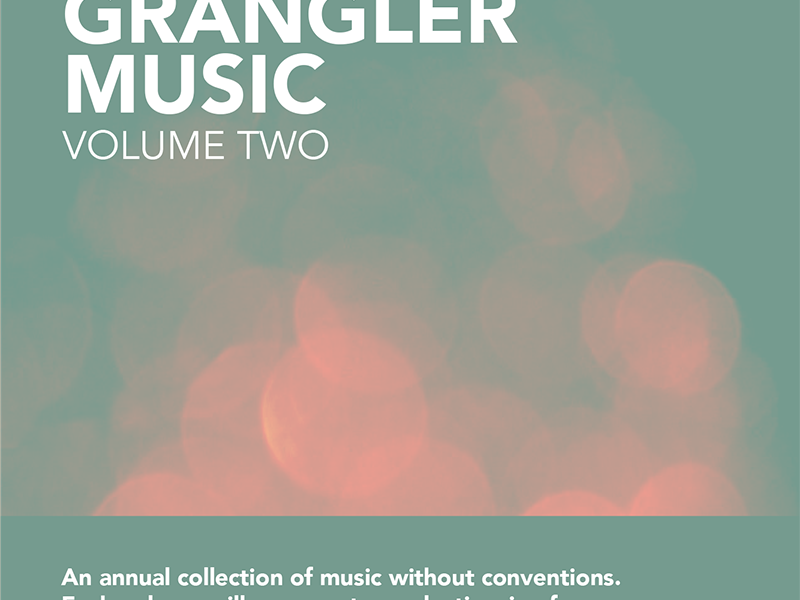 GRANGLER
MUSIC
VOLUME TWO
An annual collection of music without conventions.